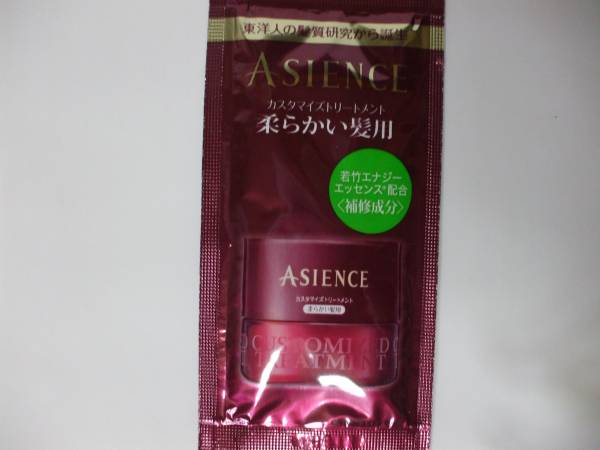 東洋人の髪質研究から誕生
ASIENCE
カスタマイズトリートメント
柔らかい髪用
若竹エナジー
エッセンス*配合
〈補修成分〉
ASIENCE
カスタマイズトリートメント
柔らかい髪用
CUSTOMIZED
TREATMENT